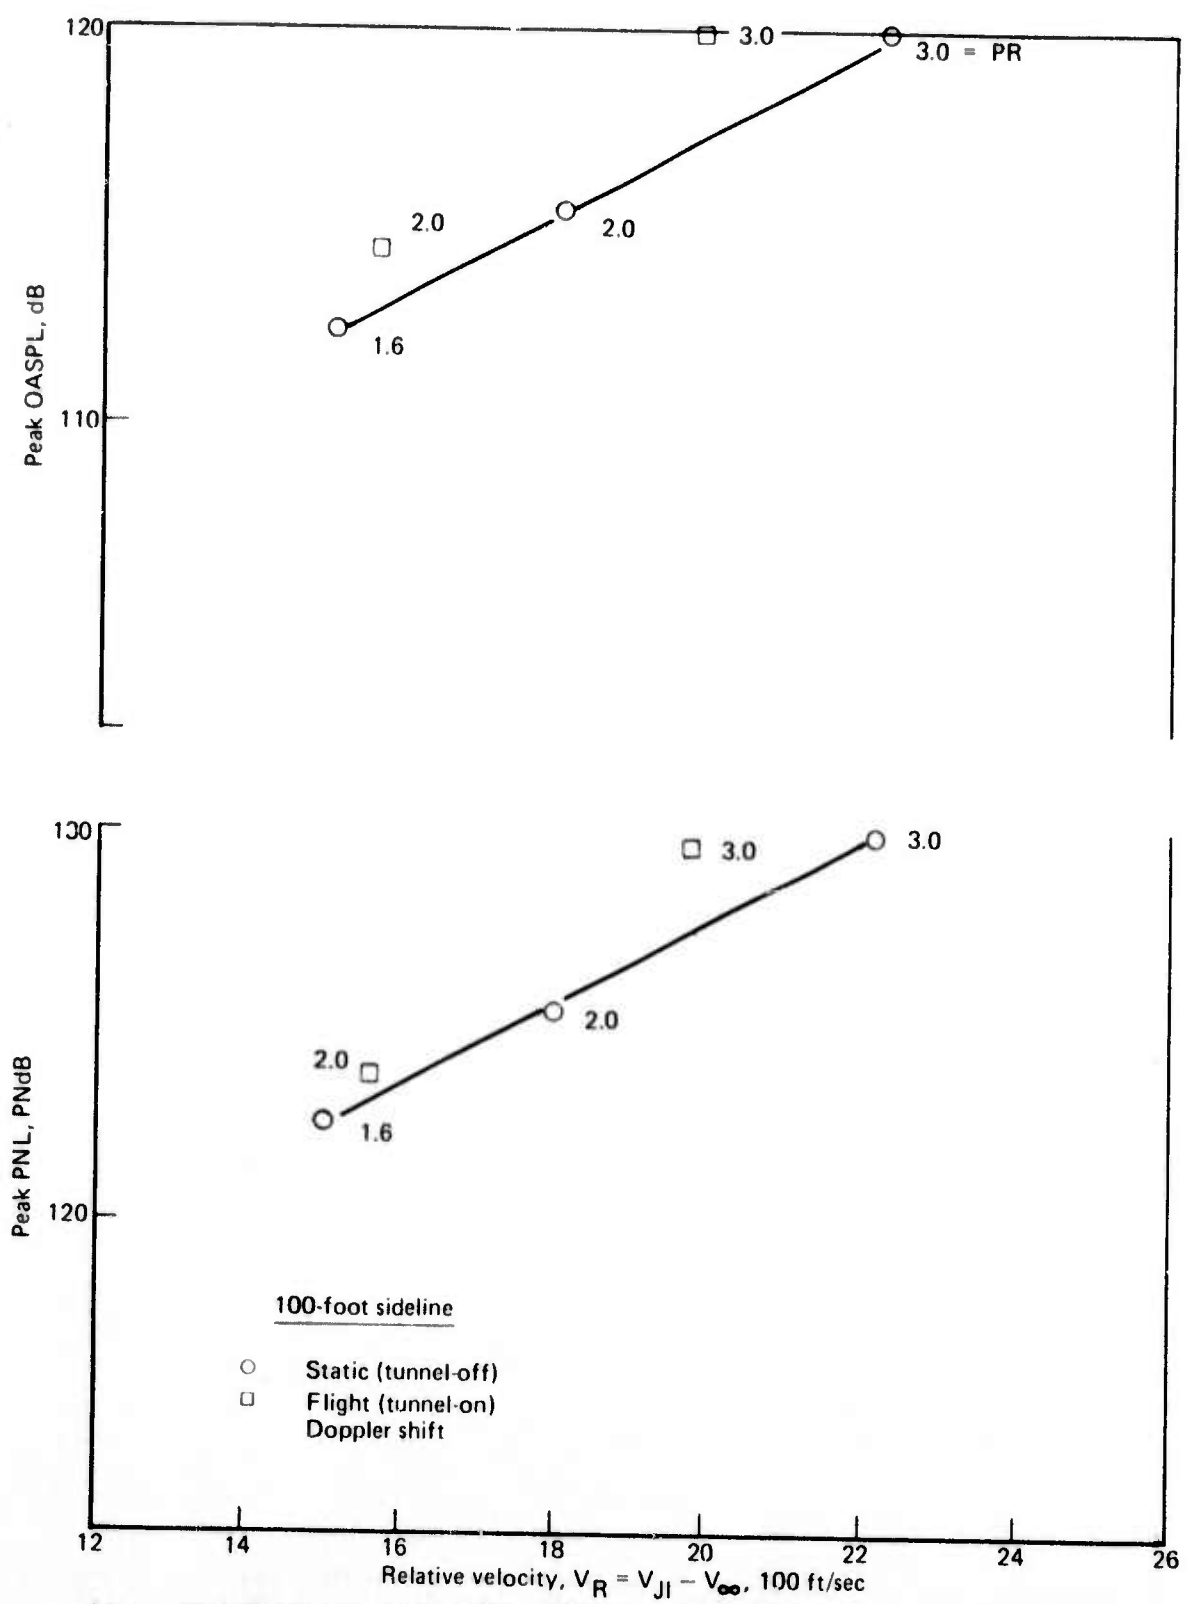 120
3.0
3.0 = PR
2.0
2.0
1.6
110
Peak OASPL, dB
130
3.0
3.0
2.0
2.0
1.6
120
Peak PNL, PNdB
100-foot sideline
Static (tunnel-off)
Flight (tunnel-on)
Doppler shift
12 14 16 18 20 22 24 26
Relative velocity, V_R = V_JI − V_∞, 100 ft/sec